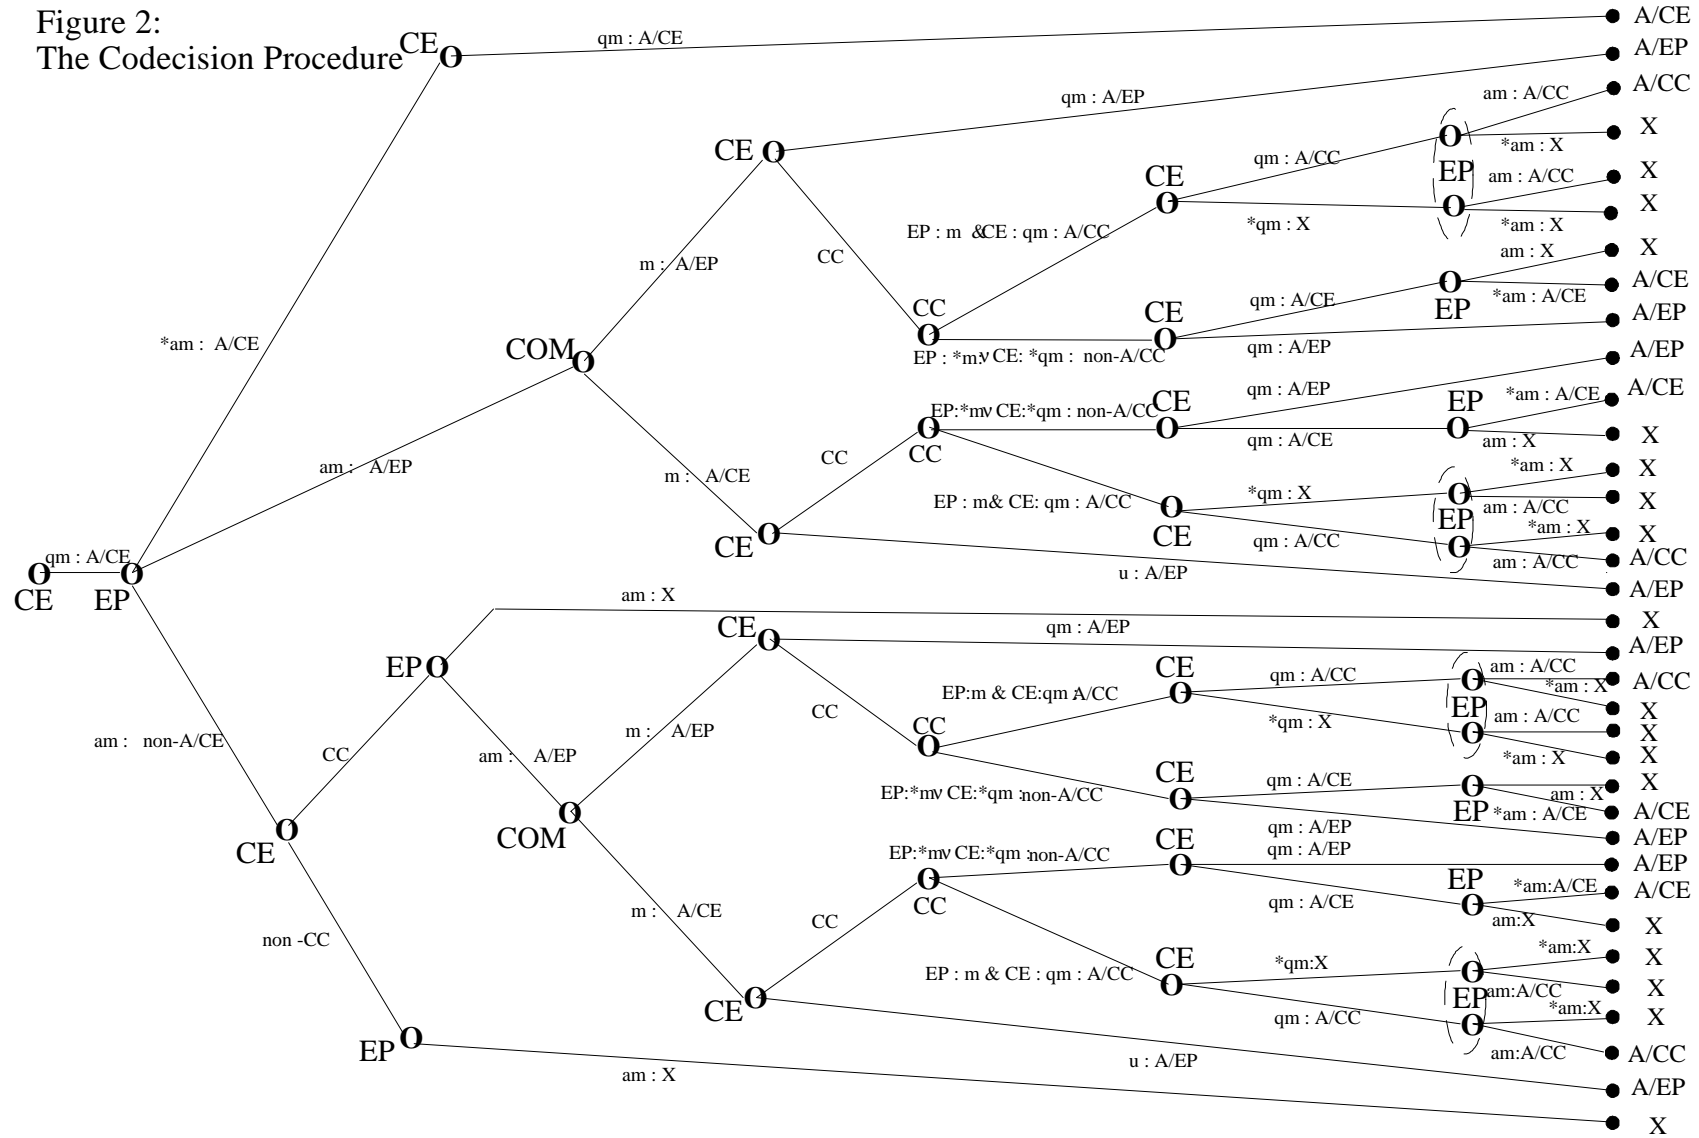 Figure 2:
The Codecision Procedure
CE
qm : A/CE
A/CE
A/EP
qm : A/EP
am : A/CC
A/CC
CE
qm : A/CC
*am : X
X
CE
EP
am : A/CC
X
EP : m & CE : qm : A/CC
*qm : X
*am : X
X
m : A/EP
CC
am : X
X
CC
CE
qm : A/CE
EP
*am : A/CE
A/CE
*am : A/CE
COM
EP : *m v CE: *qm : non-A/CC
qm : A/EP
A/EP
qm : A/EP
A/EP
EP:*m v CE:*qm : non-A/CC
CE
EP
*am : A/CE
A/CE
am : A/EP
m : A/CE
CC
CC
qm : A/CE
am : X
X
*am : X
X
EP : m & CE: qm : A/CC
*qm : X
am : A/CC
X
CE
CE
qm : A/CC
EP
*am : X
X
qm : A/CE
am : A/CC
A/CC
CE
EP
u : A/EP
A/EP
am : X
X
CE
qm : A/EP
A/EP
EP
CE
qm : A/CC
am : A/CC
A/CC
EP:m & CE:qm : A/CC
*am : X
X
CC
CC
*qm : X
EP
am : A/CC
X
am : non-A/CE
CC
am : A/EP
m : A/EP
*am : X
X
EP:*m v CE:*qm : non-A/CC
CE
qm : A/CE
am : X
X
EP
*am : A/CE
A/CE
CE
COM
qm : A/EP
A/EP
EP:*m v CE:*qm : non-A/CC
CE
qm : A/EP
A/EP
m : A/CE
CC
CC
qm : A/CE
EP
*am:A/CE
A/CE
am:X
X
non -CC
EP : m & CE : qm : A/CC
CE
*qm:X
*am:X
X
am:A/CC
X
CE
qm : A/CC
EP
*am:X
X
EP
am:A/CC
A/CC
am : X
u : A/EP
A/EP
X